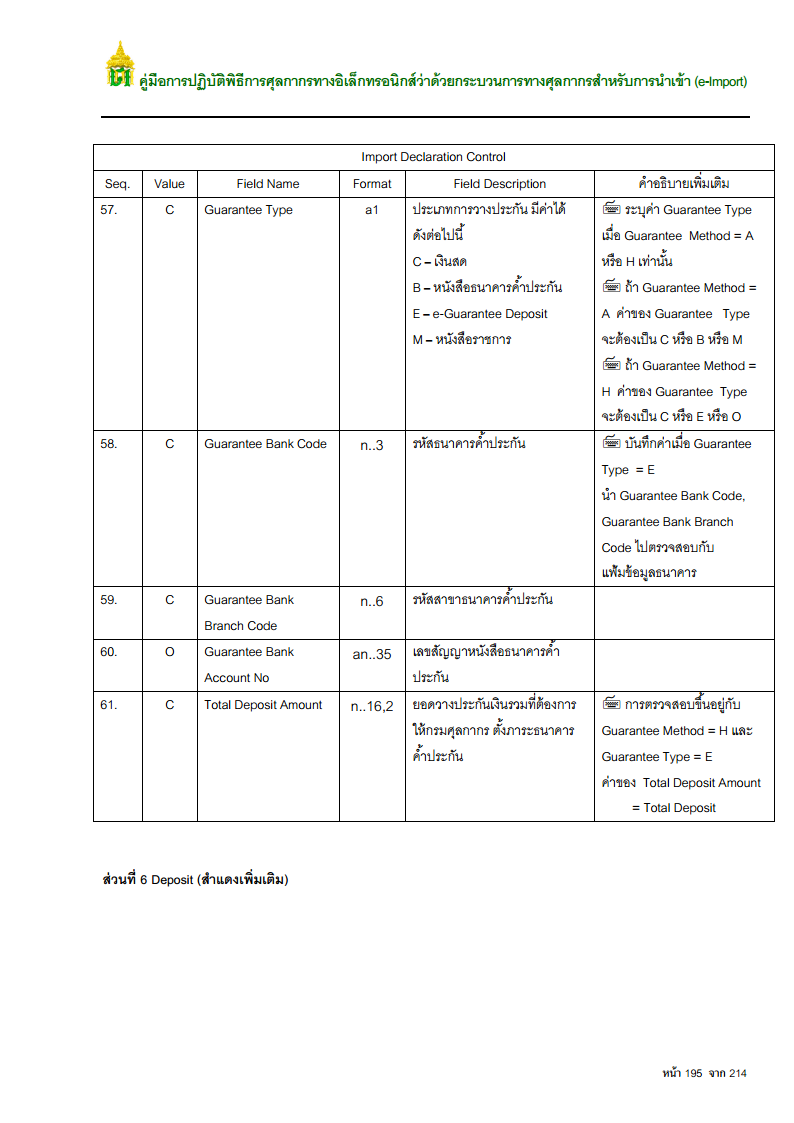 คู่มือการปฏิบัติพิธีการศุลกากรทางอิเล็กทรอนิกส์ว่าด้วยกระบวนการทางศุลกากรสำหรับการนำเข้า (e-Import)
Import Declaration Control
Seq. Value Field Name Format Field Description คำอธิบายเพิ่มเติม
57. C Guarantee Type a1 ประเภทการวางประกัน มีค่าได้ ระบุค่า Guarantee Type
ดังต่อไปนี้ เมื่อ Guarantee Method = A
C – เงินสด หรือ H เท่านั้น
B – หนังสือธนาคารค้ำประกัน ถ้า Guarantee Method =
E – e-Guarantee Deposit A ค่าของ Guarantee Type
M – หนังสือราชการ จะต้องเป็น C หรือ B หรือ M
ถ้า Guarantee Method =
H ค่าของ Guarantee Type
จะต้องเป็น C หรือ E หรือ O
58. C Guarantee Bank Code n..3 รหัสธนาคารค้ำประกัน บันทึกค่าเมื่อ Guarantee
Type = E
นำ Guarantee Bank Code,
Guarantee Bank Branch
Code ไปตรวจสอบกับ
แฟ้มข้อมูลธนาคาร
59. C Guarantee Bank n..6 รหัสสาขาธนาคารค้ำประกัน
Branch Code
60. O Guarantee Bank an..35 เลขสัญญาหนังสือธนาคารค้ำ
Account No ประกัน
61. C Total Deposit Amount n..16,2 ยอดวางประกันเงินรวมที่ต้องการ การตรวจสอบขึ้นอยู่กับ
ให้กรมศุลกากร ตั้งภาระธนาคาร Guarantee Method = H และ
ค้ำประกัน Guarantee Type = E
ค่าของ Total Deposit Amount
= Total Deposit
ส่วนที่ 6 Deposit (สำแดงเพิ่มเติม)
หน้า 195 จาก 214